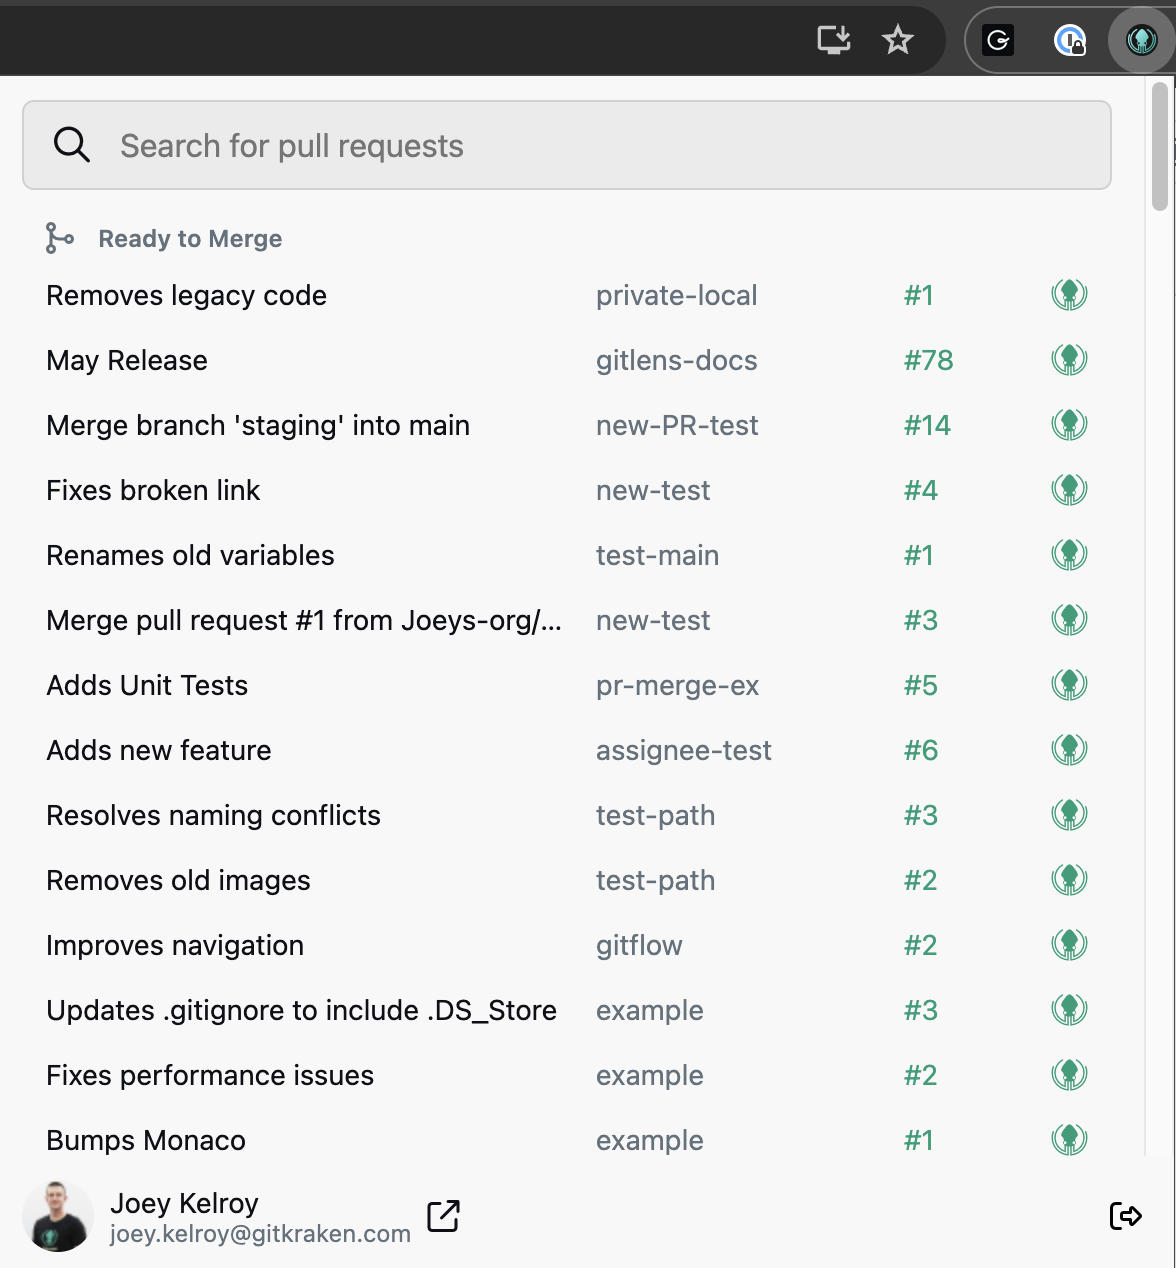 Search for pull requests
Ready to Merge
Removes legacy code private-local #1
May Release gitlens-docs #78
Merge branch 'staging' into main new-PR-test #14
Fixes broken link new-test #4
Renames old variables test-main #1
Merge pull request #1 from Joeys-org/... new-test #3
Adds Unit Tests pr-merge-ex #5
Adds new feature assignee-test #6
Resolves naming conflicts test-path #3
Removes old images test-path #2
Improves navigation gitflow #2
Updates .gitignore to include .DS_Store example #3
Fixes performance issues example #2
Bumps Monaco example #1
Joey Kelroy
joey.kelroy@gitkraken.com